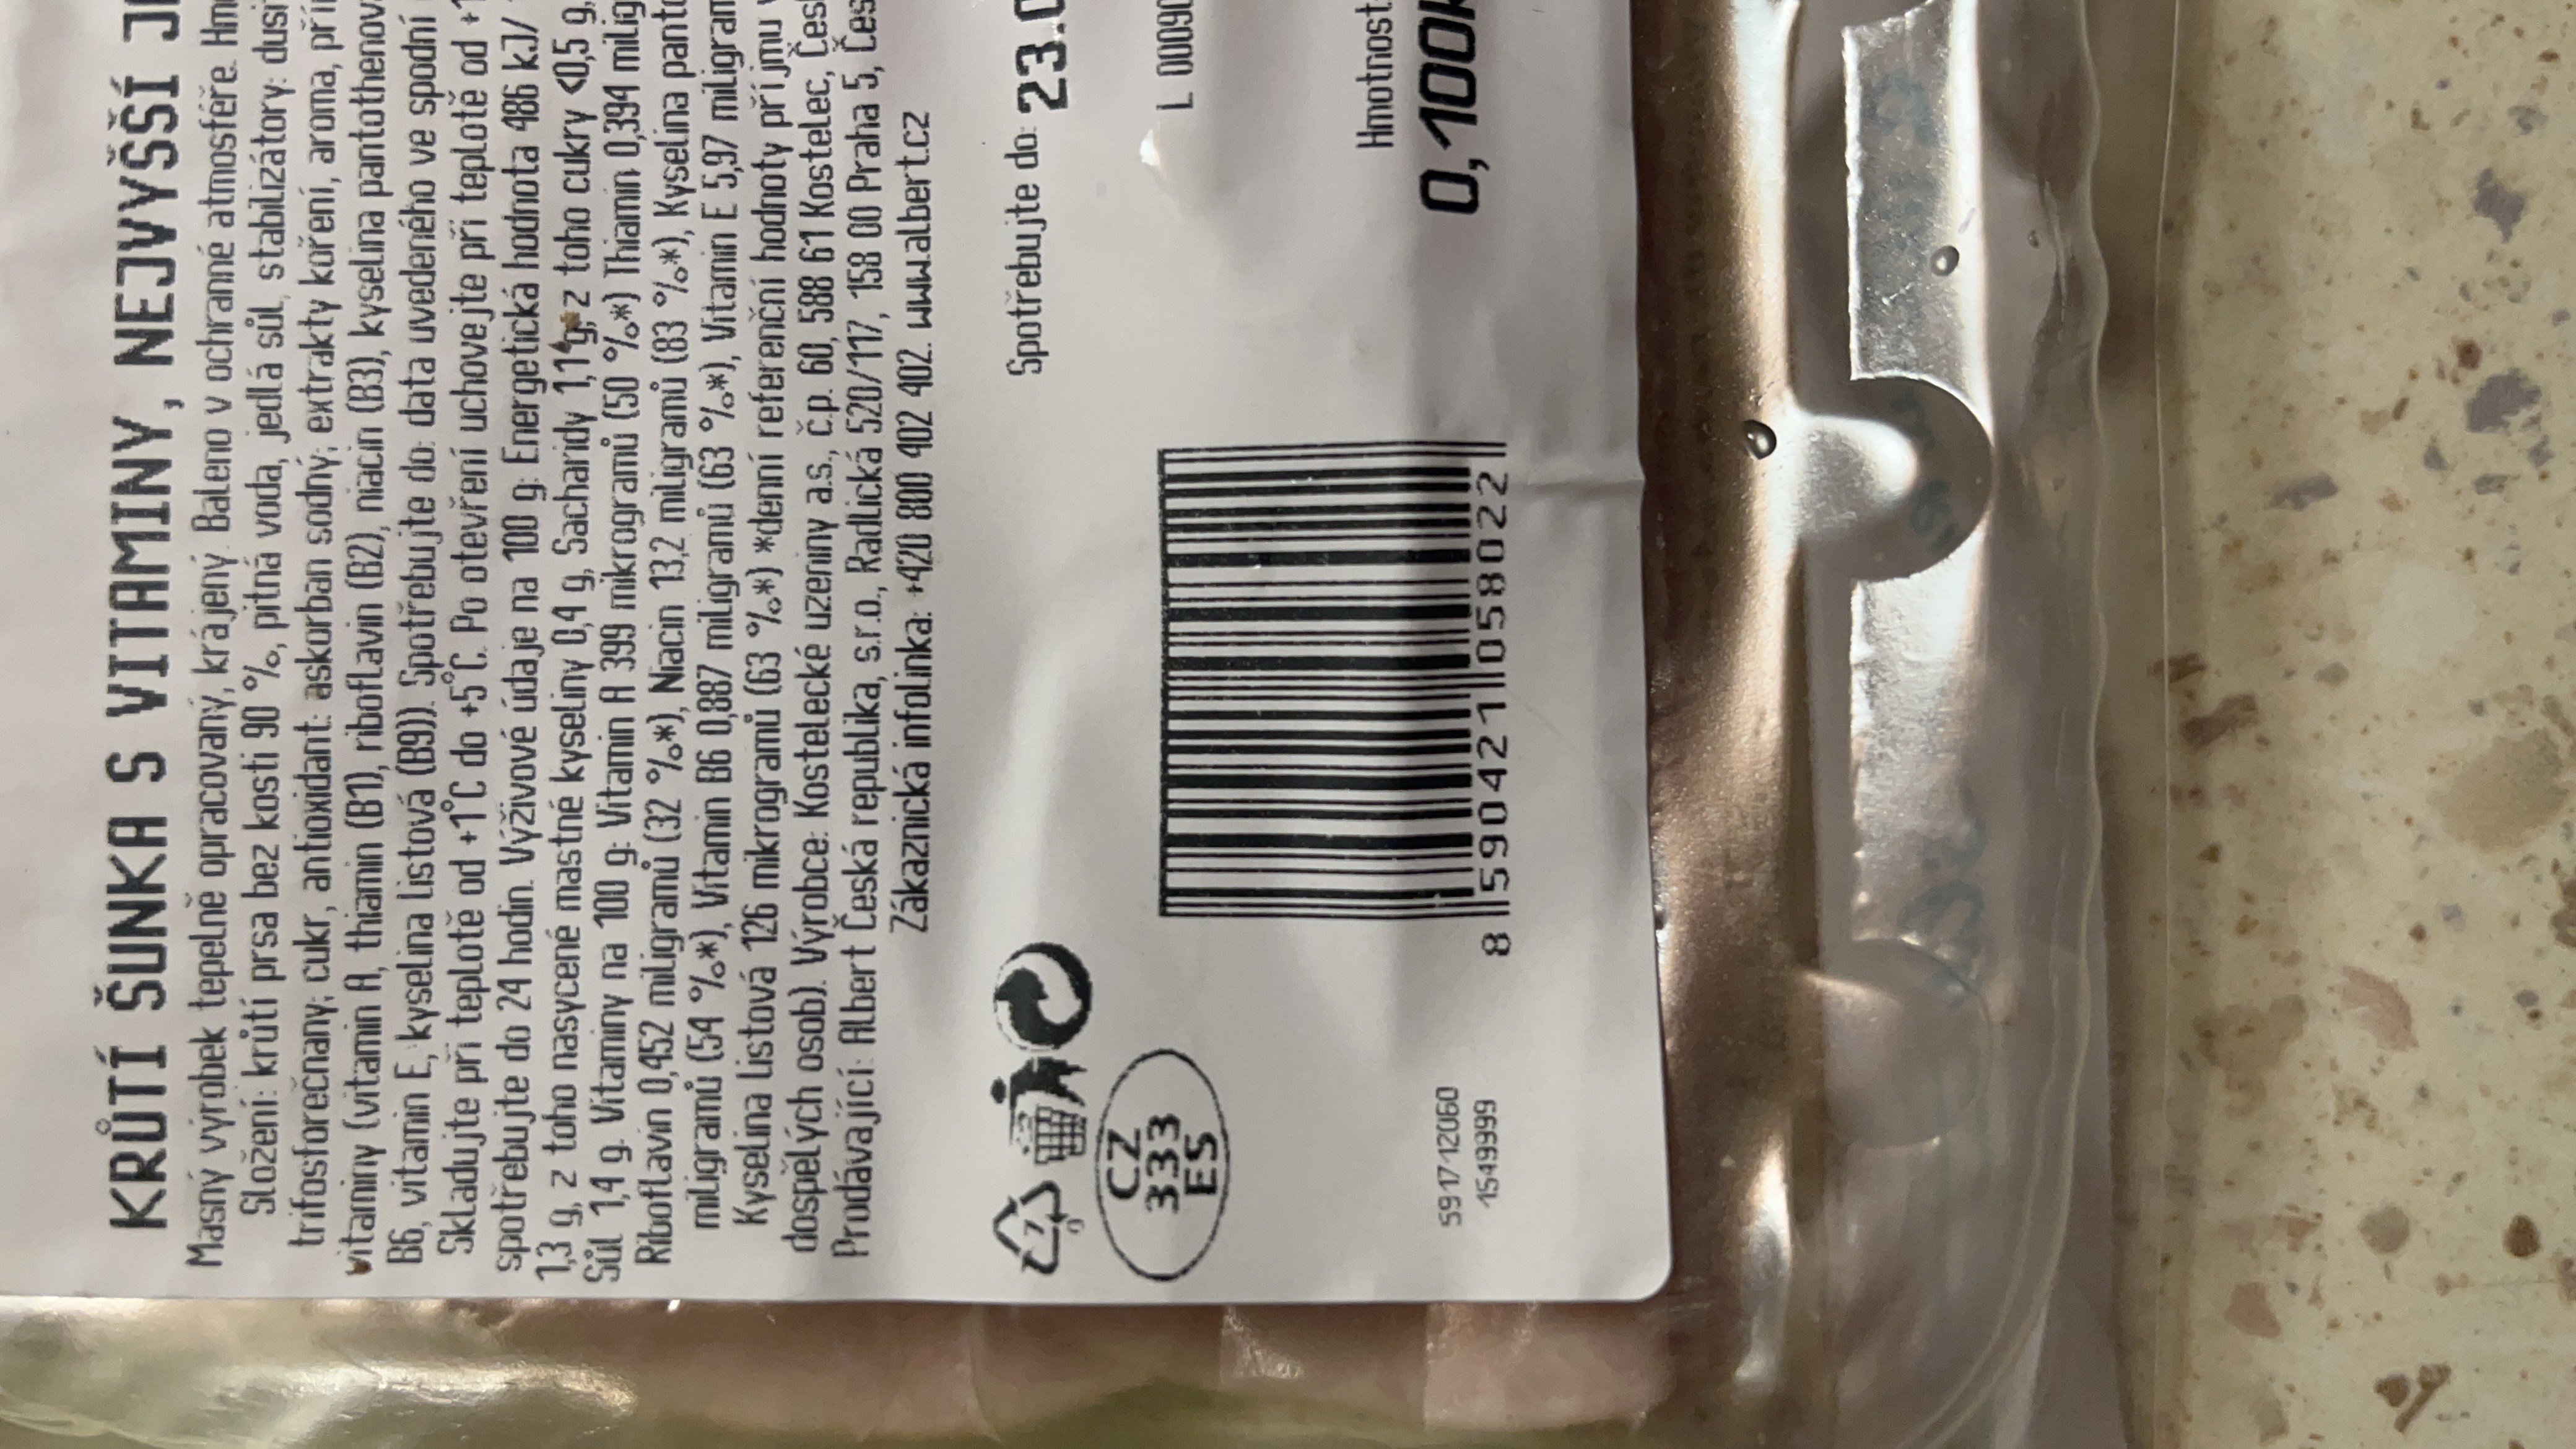 KRŮTÍ ŠUNKA S VITAMINY, NEJVYŠŠÍ
Masný výrobek tepelně opracovaný, krájený. Baleno v ochranné atmosféře.
Složení: krůtí prsa bez kosti 90 %, pitná voda, jedlá sůl, stabilizátory:
trifosforečnany; cukr, antioxidant: askorban sodný; extrakty koření, aroma,
vitaminy (vitamin A, thiamin (B1), riboflavin (B2), niacin (B3), kyselina
B6, vitamin E, kyselina listová (B9)). Spotřebujte do: data uvedeného ve spodní
Skladujte při teplotě od +1°C do +5°C. Po otevření uchovejte při teplotě od
spotřebujte do 24 hodin. Výživové údaje na 100 g: Energetická hodnota 486 kJ/
1,3 g, z toho nasycené mastné kyseliny 0,4 g, Sacharidy 1,1 g, z toho cukry <0,5 g,
Sůl 1,4 g. Vitaminy na 100 g: Vitamin A 399 mikrogramů (50 %*) Thiamin 0,394
Riboflavin 0,452 miligramů (32 %*), Niacin 13,2 miligramů (83 %*), Kyselina
miligramů (54 %*), Vitamin B6 0,887 miligramů (63 %*), Vitamin E 5,97
Kyselina listová 126 mikrogramů (63 %*) *denní referenční hodnoty příjmu
dospělých osob). Výrobce: Kostelecké uzeniny a.s., č.p. 60, 588 61 Kostelec,
Prodávající: Albert Česká republika, s.r.o., Radlická 520/117, 158 00 Praha 5,
Zákaznická infolinka: +420 800 402 402. www.albert.cz
Spotřebujte do: 23.
L
Hmotnost
0,100
7
CZ
333
ES
8 590421 058022
591712060
1549999